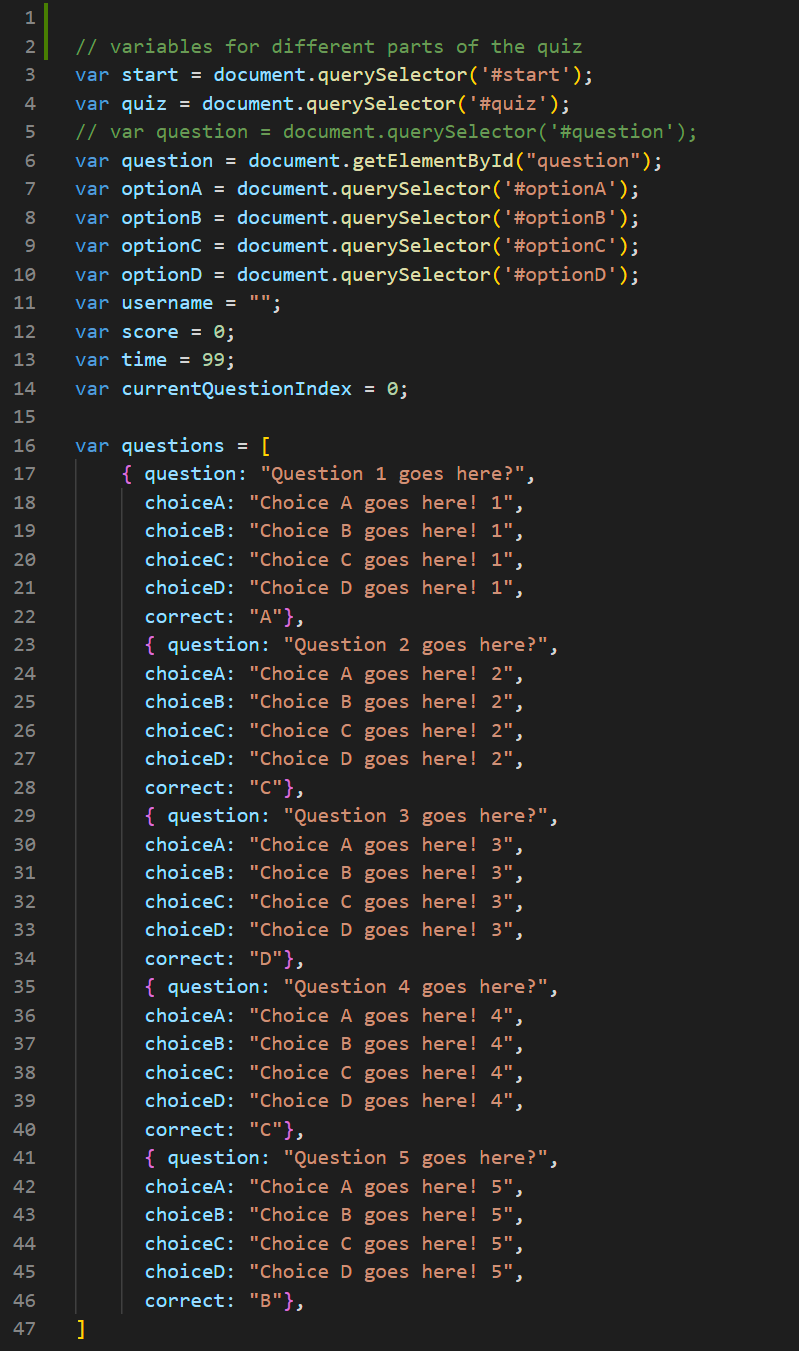 1
2 // variables for different parts of the quiz
3 var start = document.querySelector('#start');
4 var quiz = document.querySelector('#quiz');
5 // var question = document.querySelector('#question');
6 var question = document.getElementById("question");
7 var optionA = document.querySelector('#optionA');
8 var optionB = document.querySelector('#optionB');
9 var optionC = document.querySelector('#optionC');
10 var optionD = document.querySelector('#optionD');
11 var username = "";
12 var score = 0;
13 var time = 99;
14 var currentQuestionIndex = 0;
15
16 var questions = [
17 { question: "Question 1 goes here?",
18 choiceA: "Choice A goes here! 1",
19 choiceB: "Choice B goes here! 1",
20 choiceC: "Choice C goes here! 1",
21 choiceD: "Choice D goes here! 1",
22 correct: "A"},
23 { question: "Question 2 goes here?",
24 choiceA: "Choice A goes here! 2",
25 choiceB: "Choice B goes here! 2",
26 choiceC: "Choice C goes here! 2",
27 choiceD: "Choice D goes here! 2",
28 correct: "C"},
29 { question: "Question 3 goes here?",
30 choiceA: "Choice A goes here! 3",
31 choiceB: "Choice B goes here! 3",
32 choiceC: "Choice C goes here! 3",
33 choiceD: "Choice D goes here! 3",
34 correct: "D"},
35 { question: "Question 4 goes here?",
36 choiceA: "Choice A goes here! 4",
37 choiceB: "Choice B goes here! 4",
38 choiceC: "Choice C goes here! 4",
39 choiceD: "Choice D goes here! 4",
40 correct: "C"},
41 { question: "Question 5 goes here?",
42 choiceA: "Choice A goes here! 5",
43 choiceB: "Choice B goes here! 5",
44 choiceC: "Choice C goes here! 5",
45 choiceD: "Choice D goes here! 5",
46 correct: "B"},
47 ]